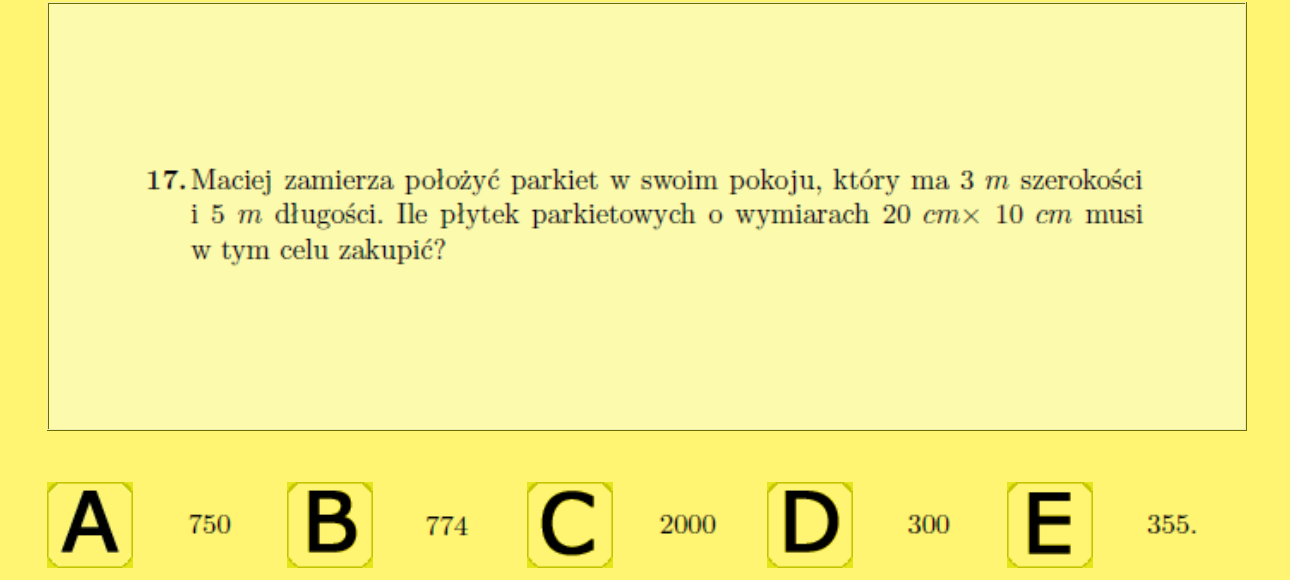 17. Maciej zamierza położyć parkiet w swoim pokoju, który ma 3 m szerokości
i 5 m długości. Ile płytek parkietowych o wymiarach 20 cm× 10 cm musi
w tym celu zakupić?
A 750 B 774 C 2000 D 300 E 355.